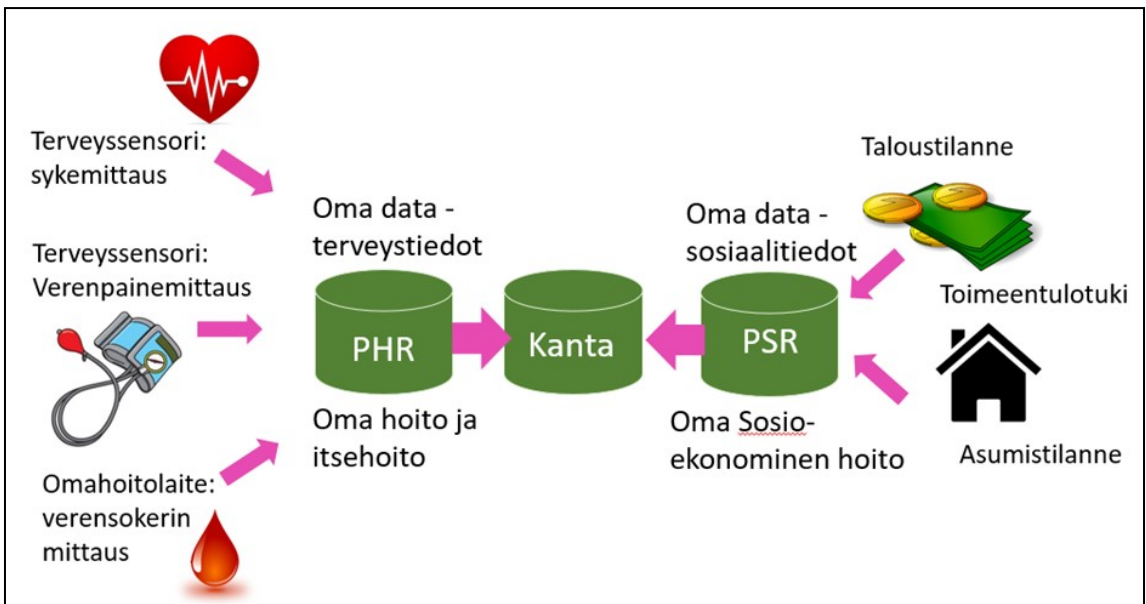 Terveyssensori:
sykemittaus
Terveyssensori:
Verenpainemittaus
Omahoitolaite:
verensokerin
mittaus
Oma data -
terveystiedot
PHR
Oma hoito ja
itsehoito
Kanta
Oma data -
sosiaalitiedot
PSR
Oma Sosio-
ekonominen hoito
Taloustilanne
Toimeentulotuki
Asumistilanne